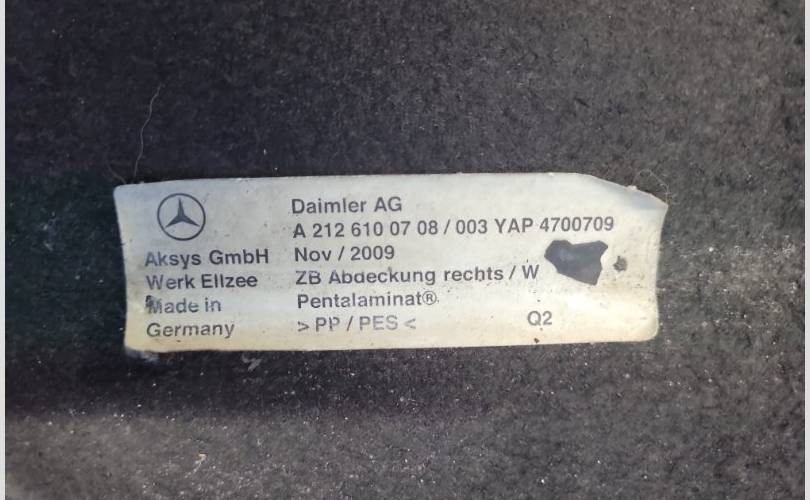 Daimler AG
A 212 610 07 08 / 003 YAP 4700709
Aksys GmbH Nov / 2009
Werk Ellzee ZB Abdeckung rechts / W
Made in Pentalaminat®
Germany > PP / PES < Q2